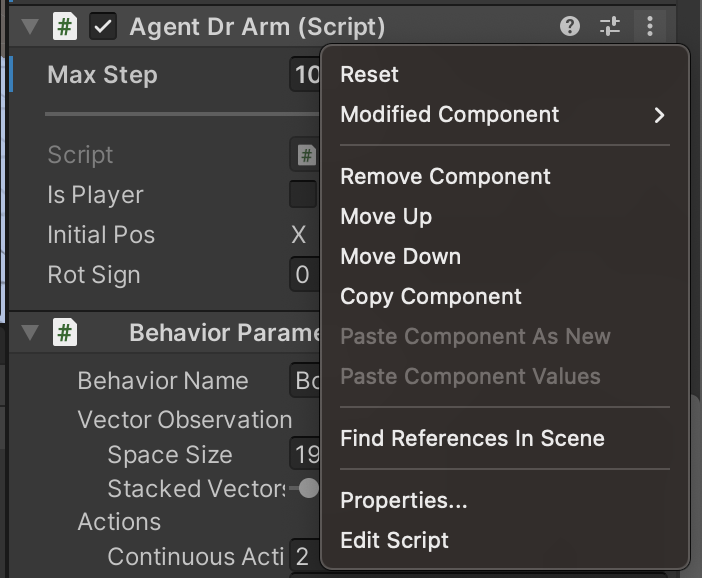 # Agent Dr Arm (Script)
Max Step 10
Reset
Modified Component >
Script #
Remove Component
Is Player
Move Up
Initial Pos X
Move Down
Rot Sign 0
Copy Component
# Behavior Parame
Paste Component As New
Behavior Name Bo
Paste Component Values
Vector Observation
Space Size 19
Find References In Scene
Stacked Vectors
Actions
Properties...
Continuous Acti 2
Edit Script